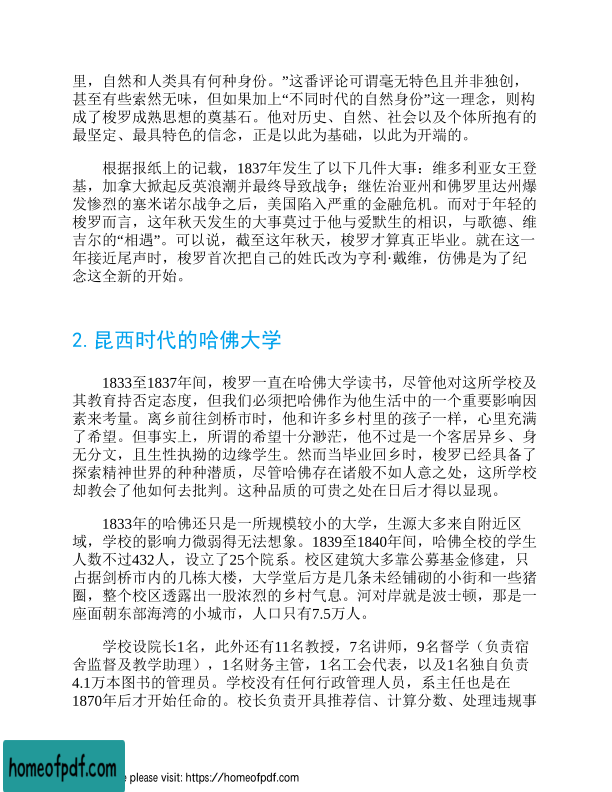 里，自然和人类具有何种身份。”这番评论可谓毫无特色且并非独创，
甚至有些索然无味，但如果加上“不同时代的自然身份”这一理念，则构
成了梭罗成熟思想的奠基石。他对历史、自然、社会以及个体所抱有的
最坚定、最具特色的信念，正是以此为基础，以此为开端的。
根据报纸上的记载，1837年发生了以下几件大事：维多利亚女王登
基，加拿大掀起反英浪潮并最终导致战争；继佐治亚州和佛罗里达州爆
发惨烈的塞米诺尔战争之后，美国陷入严重的金融危机。而对于年轻的
梭罗而言，这年秋天发生的大事莫过于他与爱默生的相识，与歌德、维
吉尔的“相遇”。可以说，截至这年秋天，梭罗才算真正毕业。就在这一
年接近尾声时，梭罗首次把自己的姓氏改为亨利·戴维，仿佛是为了纪
念这全新的开始。
2. 昆西时代的哈佛大学
1833至1837年间，梭罗一直在哈佛大学读书，尽管他对这所学校及
其教育持否定态度，但我们必须把哈佛作为他生活中的一个重要影响因
素来考量。离乡前往剑桥市时，他和许多乡村里的孩子一样，心里充满
了希望。但事实上，所谓的希望十分渺茫，他不过是一个客居异乡、身
无分文，且生性执拗的边缘学生。然而当毕业回乡时，梭罗已经具备了
探索精神世界的种种潜质，尽管哈佛存在诸般不如人意之处，这所学校
却教会了他如何去批判。这种品质的可贵之处在日后才得以显现。
1833年的哈佛还只是一所规模较小的大学，生源大多来自附近区
域，学校的影响力微弱得无法想象。1839至1840年间，哈佛全校的学生
人数不过432人，设立了25个院系。校区建筑大多靠公募基金修建，只
占据剑桥市内的几栋大楼，大学堂后方是几条未经铺砌的小街和一些猪
圈，整个校区透露出一股浓烈的乡村气息。河对岸就是波士顿，那是一
座面朝东部海湾的小城市，人口只有7.5万人。
学校设院长1名，此外还有11名教授，7名讲师，9名督学（负责宿
舍监督及教学助理），1名财务主管，1名工会代表，以及1名独自负责
4.1万本图书的管理员。学校没有任何行政管理人员，系主任也是在
1870年后才开始任命的。校长负责开具推荐信、计算分数、处理违规事
homeofpdf.com
e please visit: https://homeofpdf.com